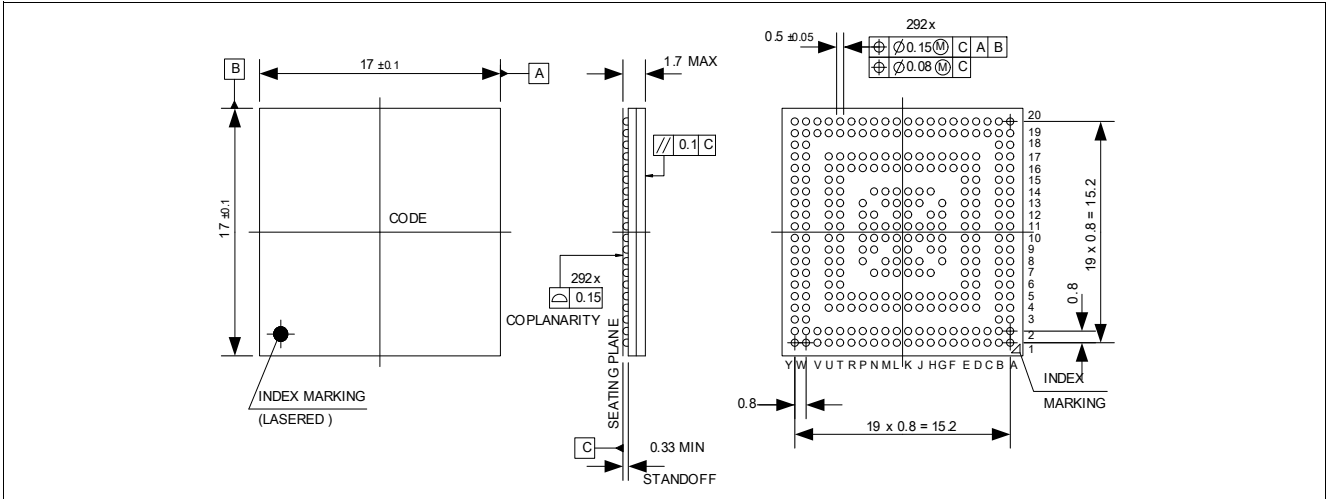 B
17 ±0.1
A
17 ±0.1
CODE
INDEX MARKING
(LASERED )
1.7 MAX
// 0.1 C
292x
0.15
COPLANARITY
SEATING PLANE
C
0.33 MIN
STANDOFF
292x
0.5 ±0.05
⌖ ∅0.15 Ⓜ C A B
⌖ ∅0.08 Ⓜ C
20
19
18
17
16
15
14
13
12
11
10
9
8
7
6
5
4
3
2
1
19 x 0.8 = 15.2
0.8
Y W V U T R P N M L K J H G F E D C B A
INDEX
MARKING
0.8
19 x 0.8 = 15.2